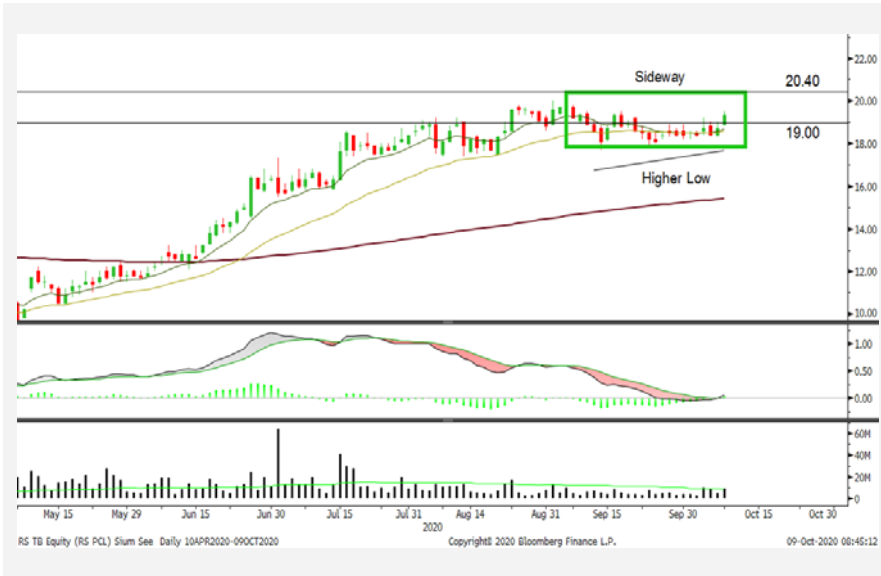 22.00
Sideway
20.40
20.00
19.00
18.00
Higher Low
16.00
14.00
12.00
10.00
1.00
0.50
0.00
60M
40M
20M
0
May 15 May 29 Jun 15 Jun 30 Jul 15 Jul 31 Aug 14 Aug 31 Sep 15 Sep 30 Oct 15 Oct 30
2020
RS TB Equity (RS PCL) Sium See Daily 10APR2020-09OCT2020 Copyright© 2020 Bloomberg Finance L.P. 09-Oct-2020 08:45:12